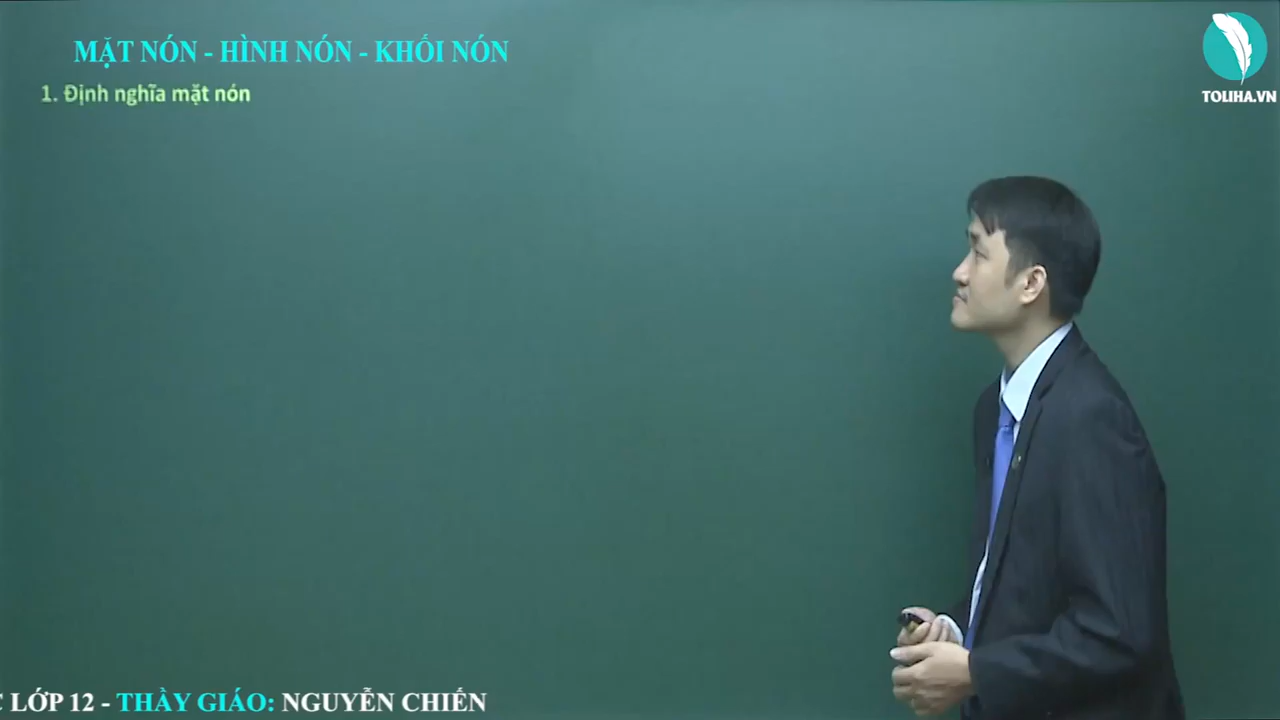 MẶT NÓN - HÌNH NÓN - KHỐI NÓN
1. Định nghĩa mặt nón
TOLIHA.VN
C LỚP 12 - THẦY GIÁO: NGUYỄN CHIẾN